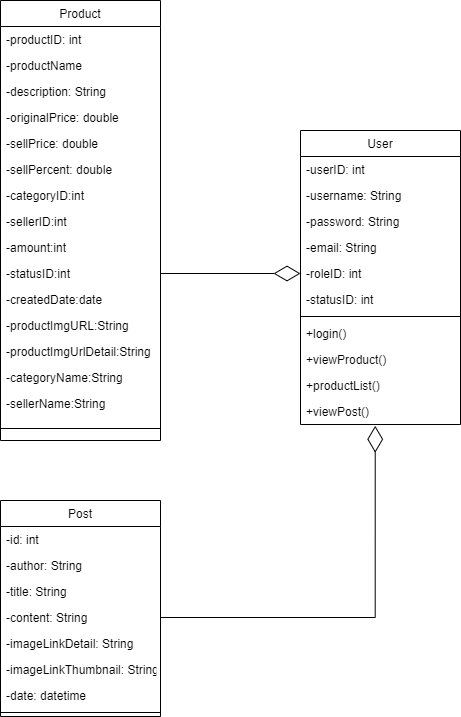 Product
-productID: int
-productName
-description: String
-originalPrice: double
-sellPrice: double
-sellPercent: double
-categoryID:int
-sellerID:int
-amount:int
-statusID:int
-createdDate:date
-productImgURL:String
-productImgUrlDetail:String
-categoryName:String
-sellerName:String
User
-userID: int
-username: String
-password: String
-email: String
-roleID: int
-statusID: int
+login()
+viewProduct()
+productList()
+viewPost()
Post
-id: int
-author: String
-title: String
-content: String
-imageLinkDetail: String
-imageLinkThumbnail: String
-date: datetime